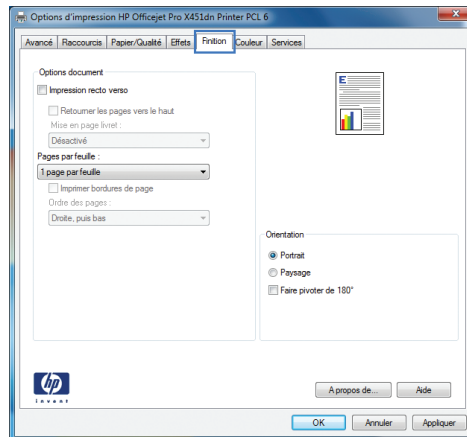 Options d'impression HP Officejet Pro X451dn Printer PCL 6
Avancé Raccourcis Papier/Qualité Effets Finition Couleur Services
Options document
Impression recto verso
Retourner les pages vers le haut
Mise en page livret :
Désactivé
Pages par feuille :
1 page par feuille
Imprimer bordures de page
Ordre des pages :
Droite, puis bas
E
Orientation
Portrait
Paysage
Faire pivoter de 180°
hp
invent
A propos de... Aide
OK Annuler Appliquer